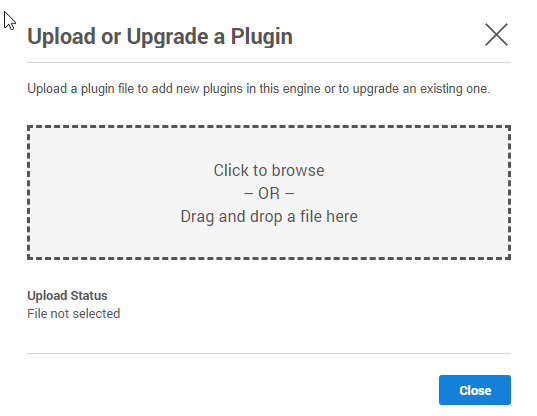 Upload or Upgrade a Plugin
Upload a plugin file to add new plugins in this engine or to upgrade an existing one.
Click to browse
– OR –
Drag and drop a file here
Upload Status
File not selected
Close